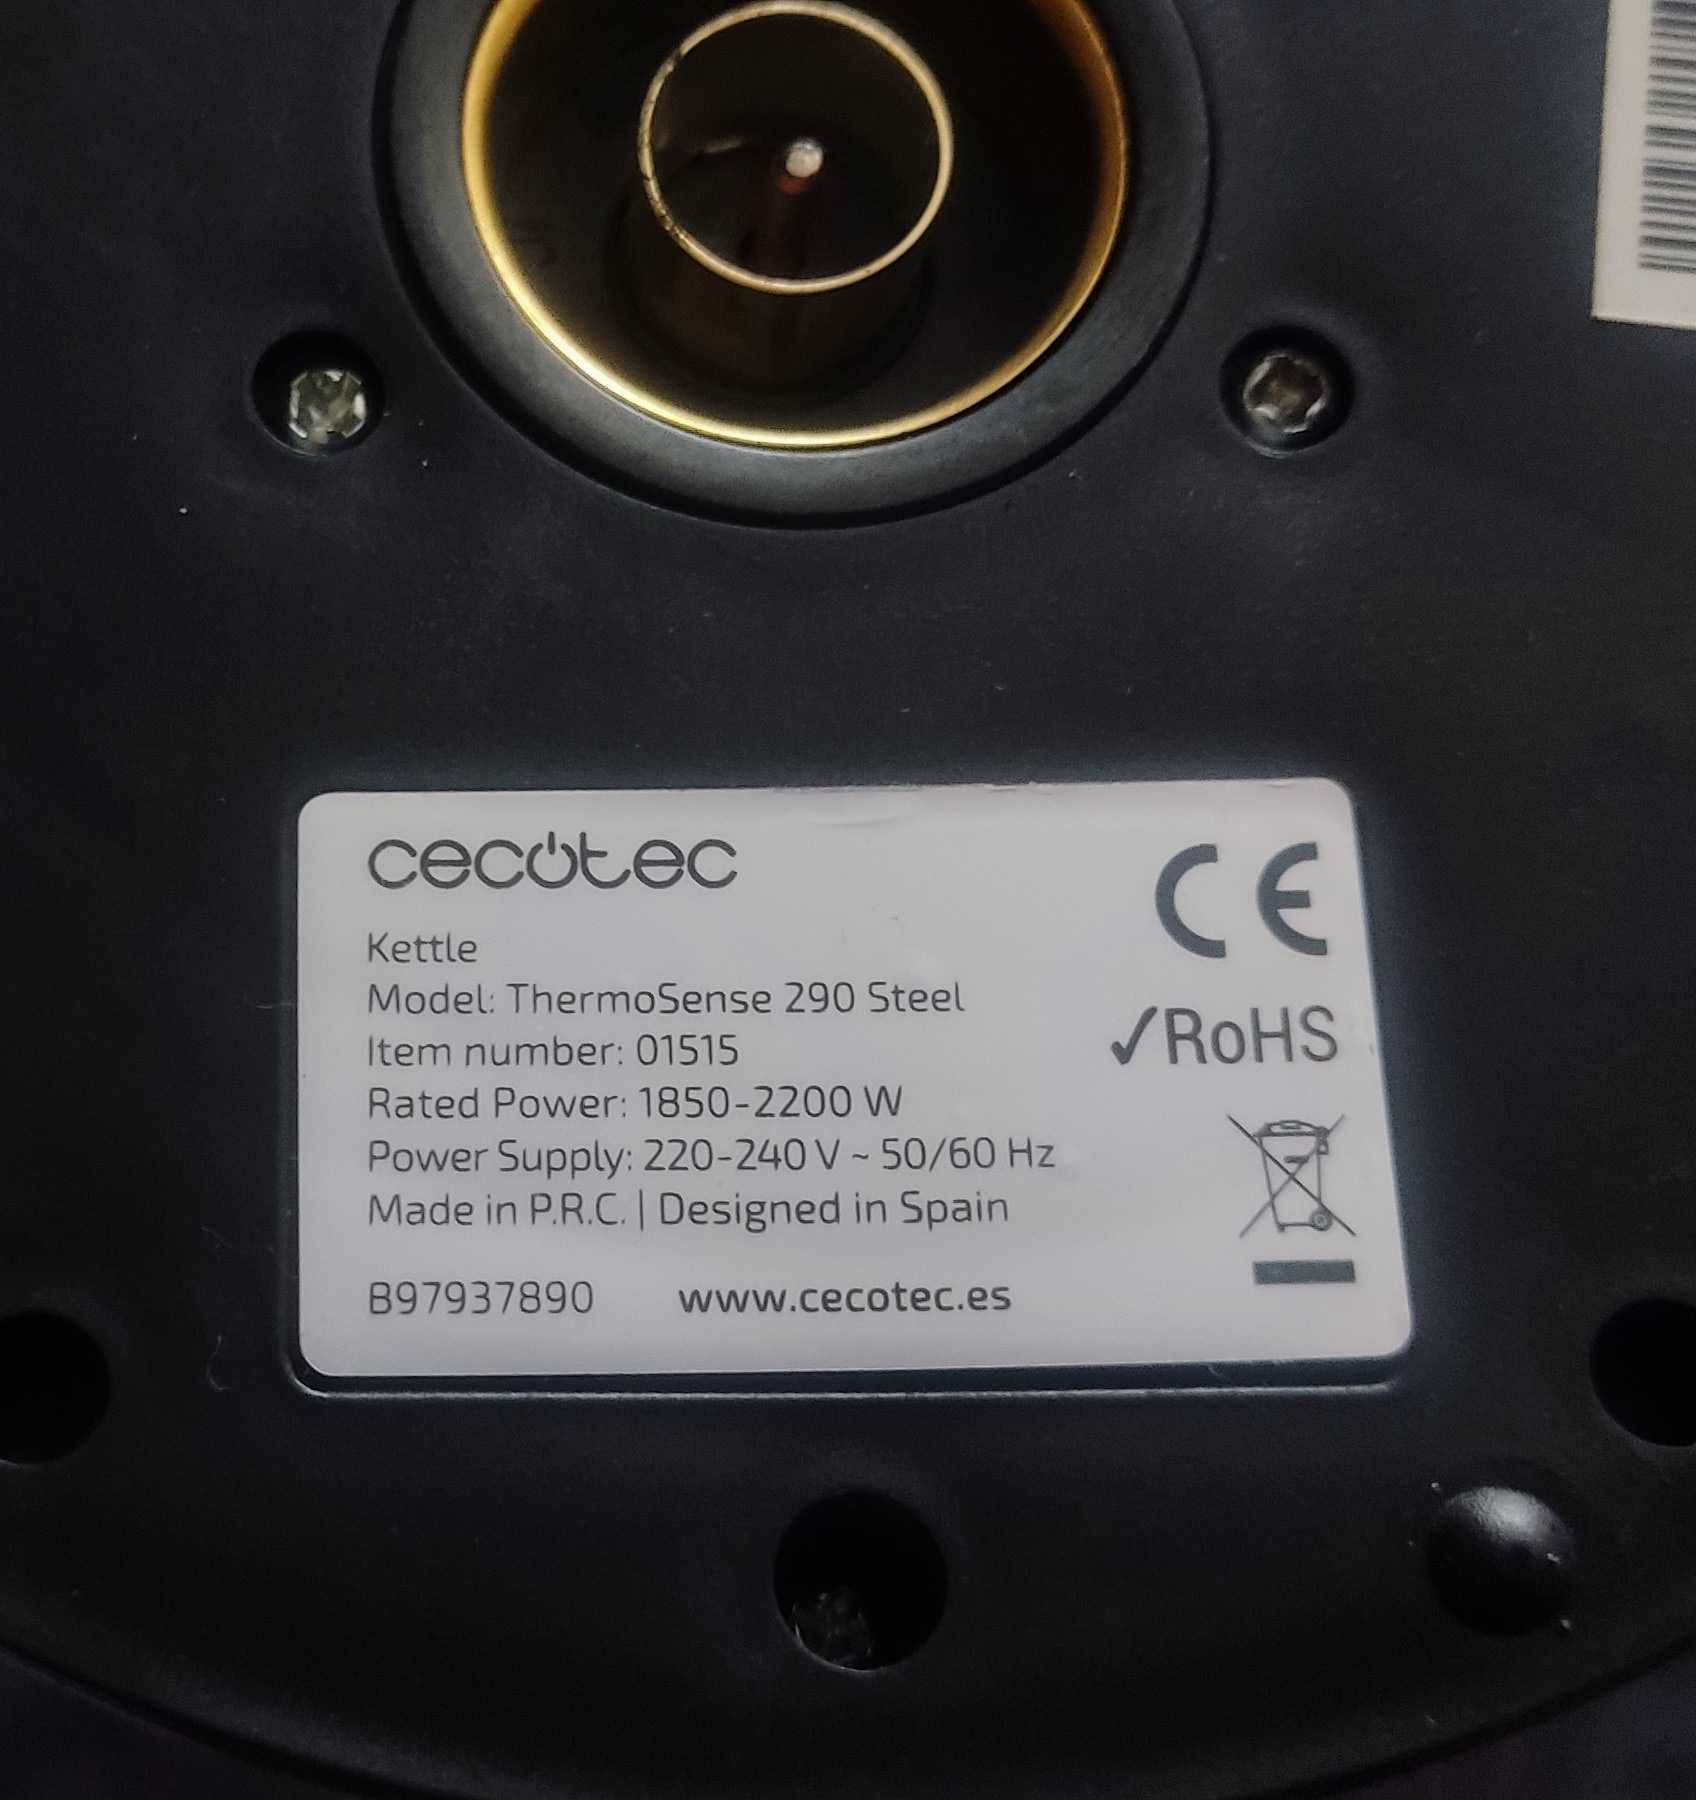 cecotec
CE
Kettle
Model: ThermoSense 290 Steel
✓RoHS
Item number: 01515
Rated Power: 1850-2200 W
Power Supply: 220-240 V ~ 50/60 Hz
Made in P.R.C. | Designed in Spain
B97937890 www.cecotec.es